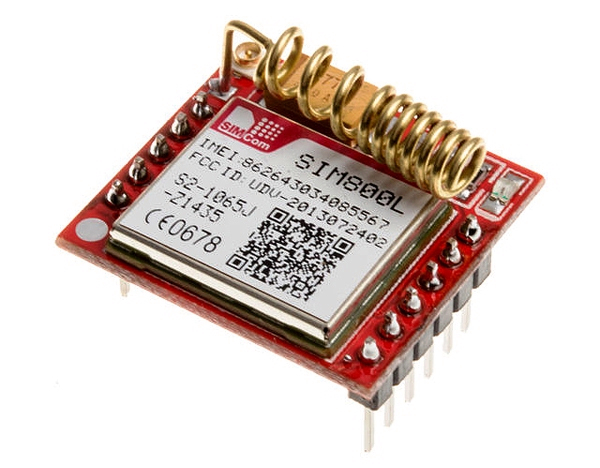 SIMCom
SIM800L
IMEI:862643034085567
FCC ID: UDV-2013072402
S2-1065J
-Z1435
CE0678